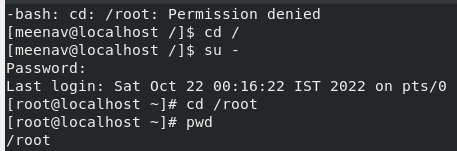 -bash: cd: /root: Permission denied
[meenav@localhost /]$ cd /
[meenav@localhost /]$ su -
Password:
Last login: Sat Oct 22 00:16:22 IST 2022 on pts/0
[root@localhost ~]# cd /root
[root@localhost ~]# pwd
/root